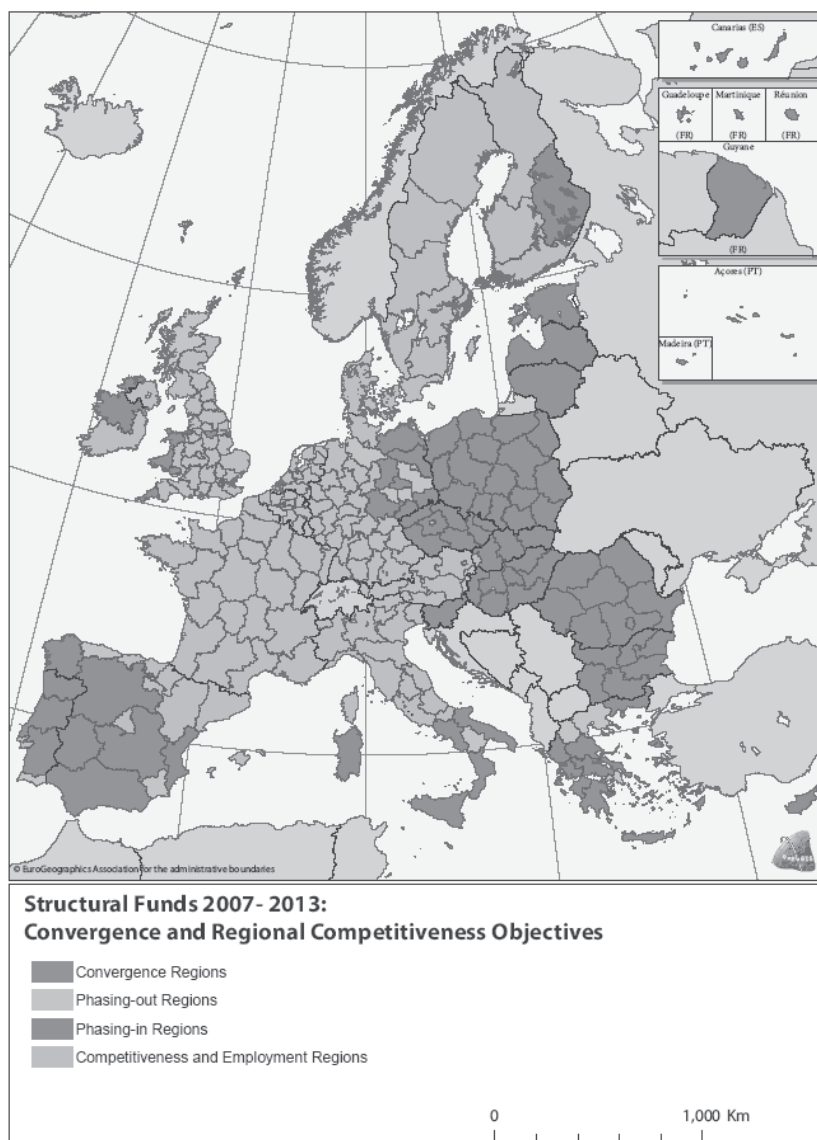 Canarias (ES)
Guadeloupe Martinique Réunion
(FR) (FR) (FR)
Guyane
(FR)
Açores (PT)
Madeira (PT)
© EuroGeographics Association for the administrative boundaries
Structural Funds 2007- 2013:
Convergence and Regional Competitiveness Objectives
Convergence Regions
Phasing-out Regions
Phasing-in Regions
Competitiveness and Employment Regions
0 1,000 Km